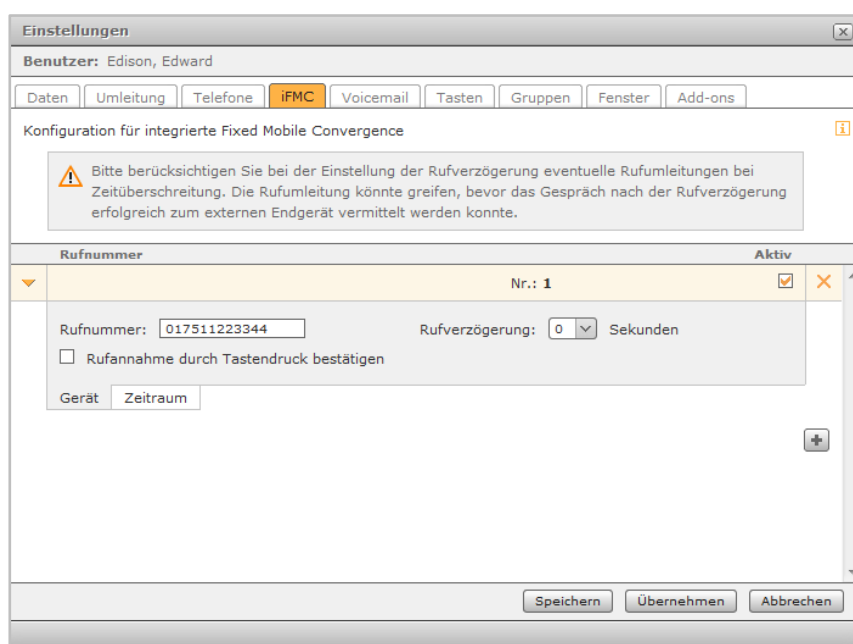 Einstellungen
Benutzer: Edison, Edward
Daten Umleitung Telefone iFMC Voicemail Tasten Gruppen Fenster Add-ons
Konfiguration für integrierte Fixed Mobile Convergence
Bitte berücksichtigen Sie bei der Einstellung der Rufverzögerung eventuelle Rufumleitungen bei
Zeitüberschreitung. Die Rufumleitung könnte greifen, bevor das Gespräch nach der Rufverzögerung
erfolgreich zum externen Endgerät vermittelt werden konnte.
Rufnummer Aktiv
Nr.: 1
Rufnummer: 017511223344 Rufverzögerung: 0 Sekunden
Rufannahme durch Tastendruck bestätigen
Gerät Zeitraum
Speichern Übernehmen Abbrechen